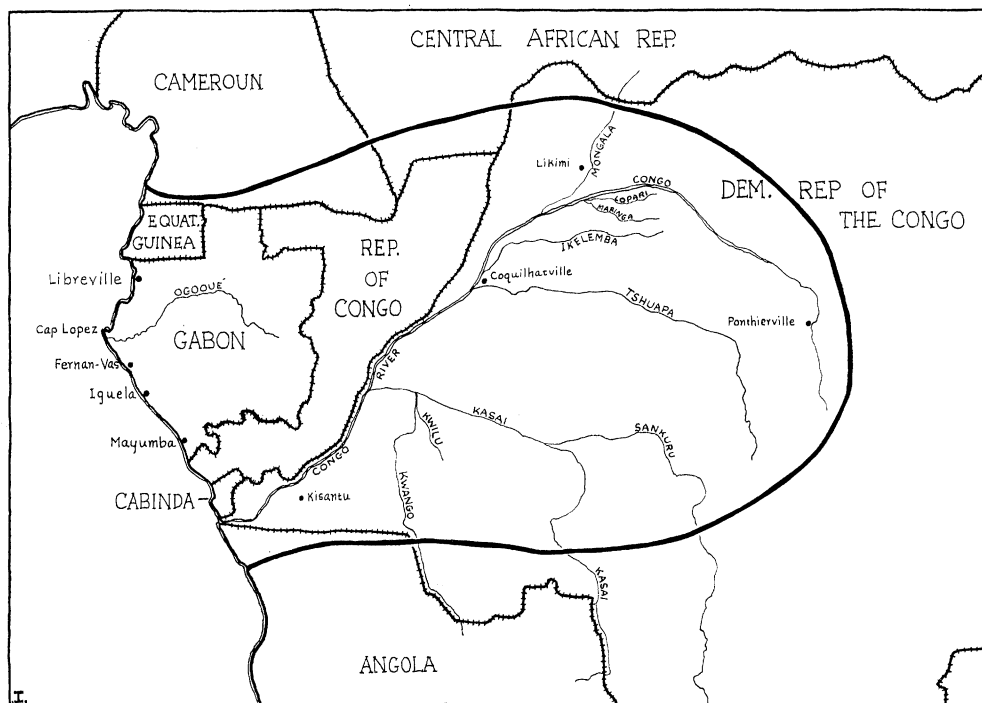 CENTRAL AFRICAN REP.
CAMEROUN
LIKIMI
MONGALA
CONGO
LOPARI
MARINGA
DEM. REP OF
THE CONGO
EQUAT.
GUINEA
REP.
OF
CONGO
IKELEMBA
Libreville
OGOOUÉ
Coquilhatville
TSHUAPA
Cap Lopez
GABON
Ponthierville
Fernan-Vas
RIVER
Iguela
KASAI
KWILU
SANKURU
Mayumba
CONGO
KWANGO
CABINDA
Kisantu
KASAI
ANGOLA
I.